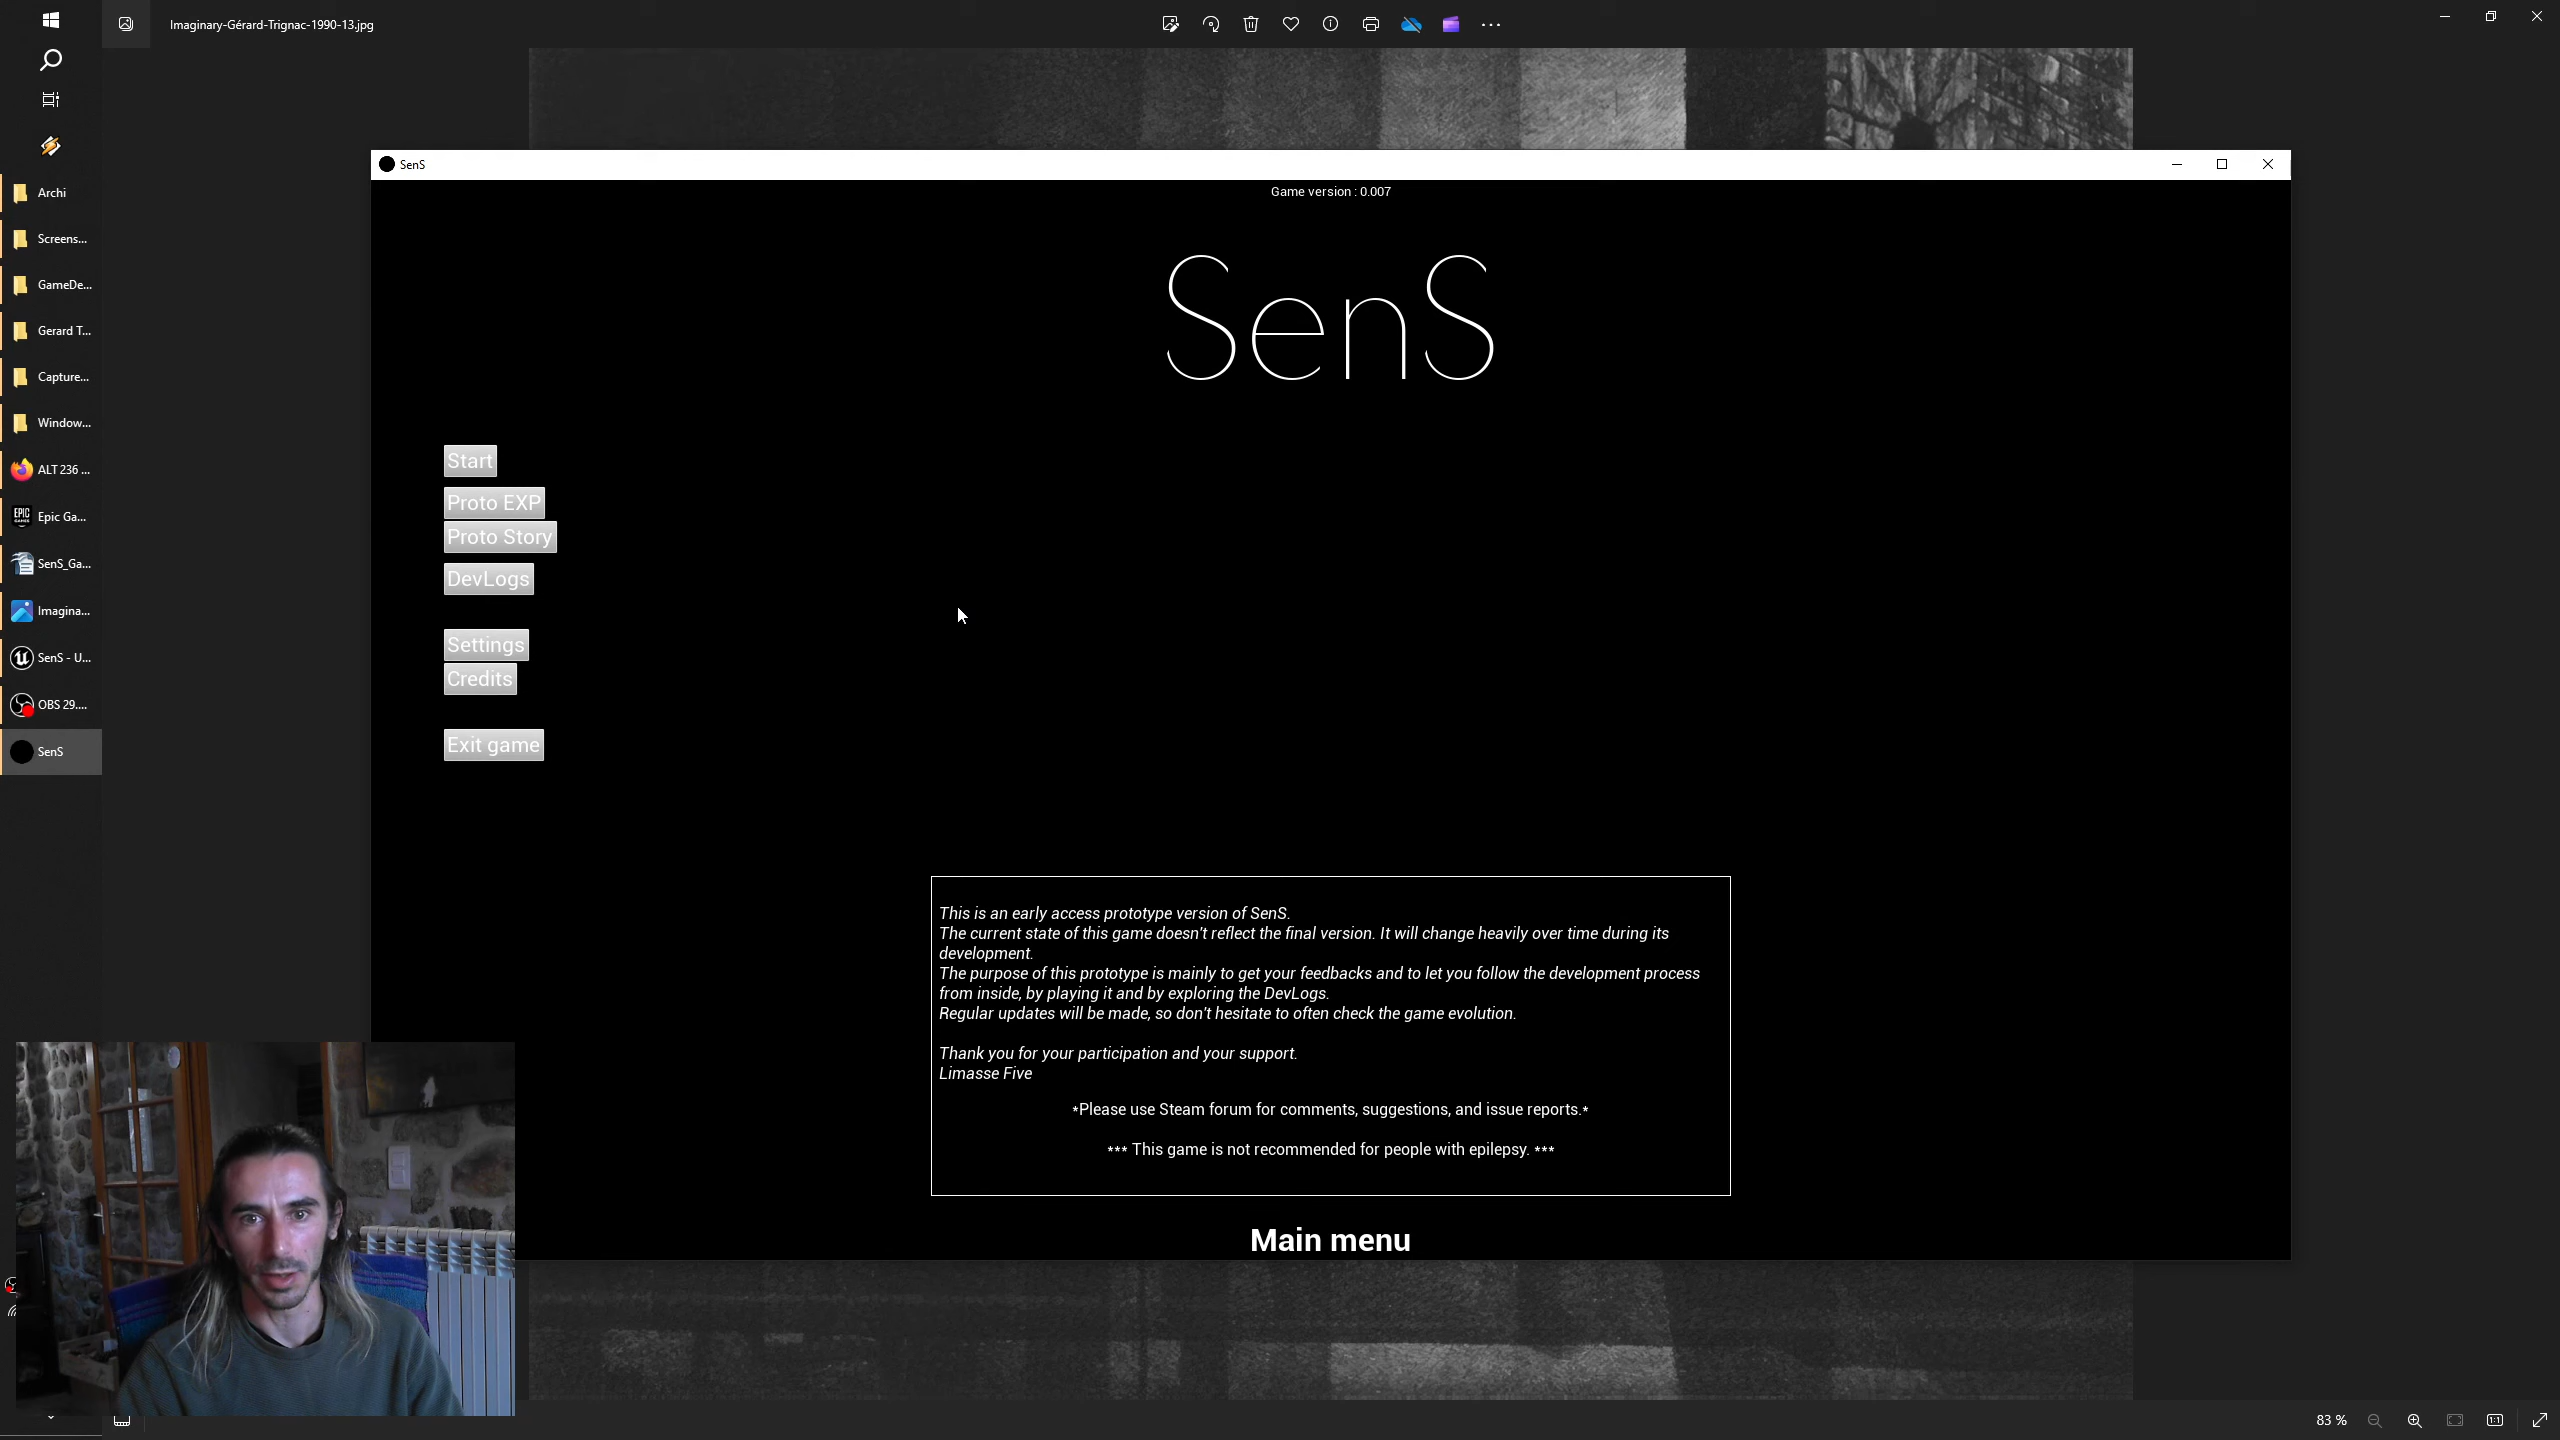 Imaginary-Gérard-Trignac-1990-13.jpg
SenS
Game version : 0.007
SenS
Archi
Screens...
GameDe...
Gerard T...
Capture...
Window...
ALT 236 ...
Epic Ga...
SenS_Ga...
Imagina...
SenS - U...
OBS 29....
SenS
Start
Proto EXP
Proto Story
DevLogs
Settings
Credits
Exit game
This is an early access prototype version of SenS.
The current state of this game doesn't reflect the final version. It will change heavily over time during its
development.
The purpose of this prototype is mainly to get your feedbacks and to let you follow the development process
from inside, by playing it and by exploring the DevLogs.
Regular updates will be made, so don't hesitate to often check the game evolution.
Thank you for your participation and your support.
Limasse Five
*Please use Steam forum for comments, suggestions, and issue reports.*
*** This game is not recommended for people with epilepsy. ***
Main menu
83 %